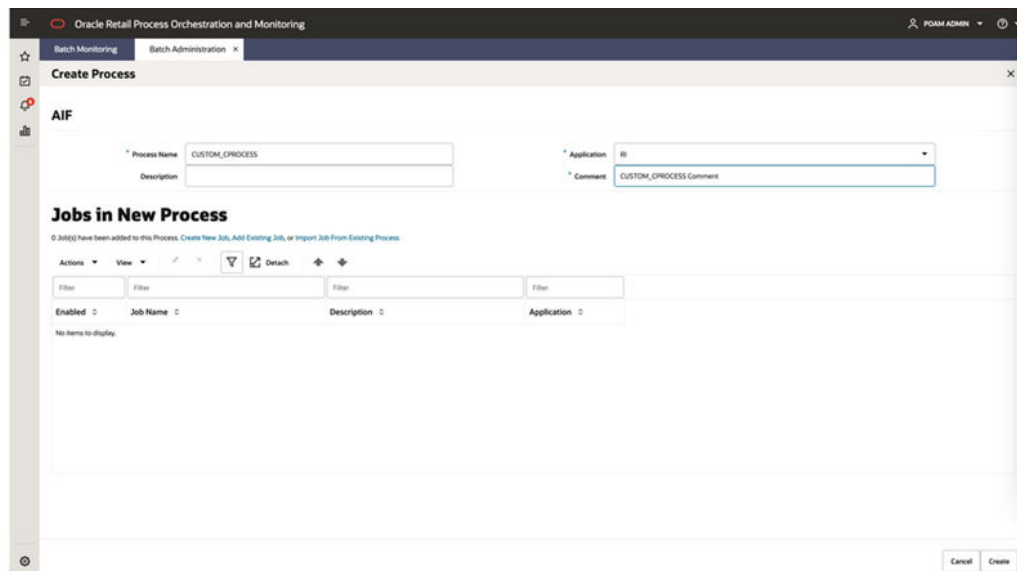 Oracle Retail Process Orchestration and Monitoring POAM ADMIN
Batch Monitoring Batch Administration ×
Create Process
AIF
* Process Name CUSTOM_CPROCESS * Application RI
Description * Comment CUSTOM_CPROCESS Comment
Jobs in New Process
0 Job(s) have been added to this Process, Create New Job, Add Existing Job, or Import Job From Existing Process.
Actions View Detach
Filter Filter Filter Filter
Enabled Job Name Description Application
No items to display.
Cancel Create